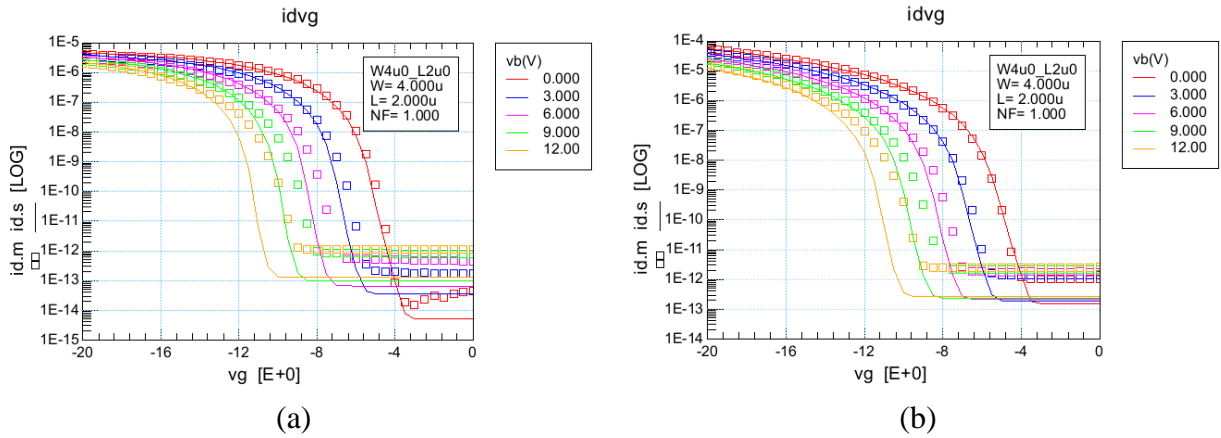 idvg
1E-5
1E-6
1E-7
1E-8
1E-9
1E-10
1E-11
1E-12
1E-13
1E-14
1E-15
id.m id.s [LOG]
-20
-16
-12
-8
-4
0
vg [E+0]
W4u0_L2u0
W= 4.000u
L= 2.000u
NF= 1.000
vb(V)
0.000
3.000
6.000
9.000
12.00
(a)
idvg
1E-4
1E-5
1E-6
1E-7
1E-8
1E-9
1E-10
1E-11
1E-12
1E-13
1E-14
id.m id.s [LOG]
-20
-16
-12
-8
-4
0
vg [E+0]
W4u0_L2u0
W= 4.000u
L= 2.000u
NF= 1.000
vb(V)
0.000
3.000
6.000
9.000
12.00
(b)